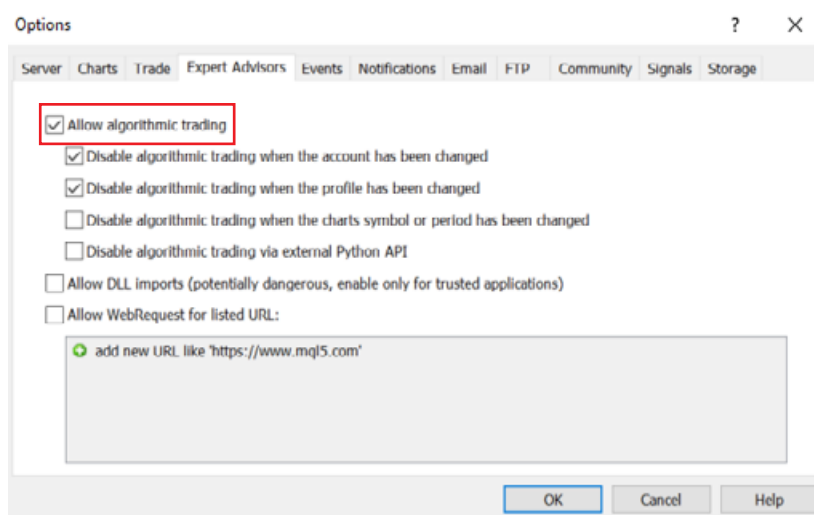 Options ?
Server Charts Trade Expert Advisors Events Notifications Email FTP Community Signals Storage
Allow algorithmic trading
Disable algorithmic trading when the account has been changed
Disable algorithmic trading when the profile has been changed
Disable algorithmic trading when the charts symbol or period has been changed
Disable algorithmic trading via external Python API
Allow DLL imports (potentially dangerous, enable only for trusted applications)
Allow WebRequest for listed URL:
add new URL like 'https://www.mql5.com'
OK Cancel Help